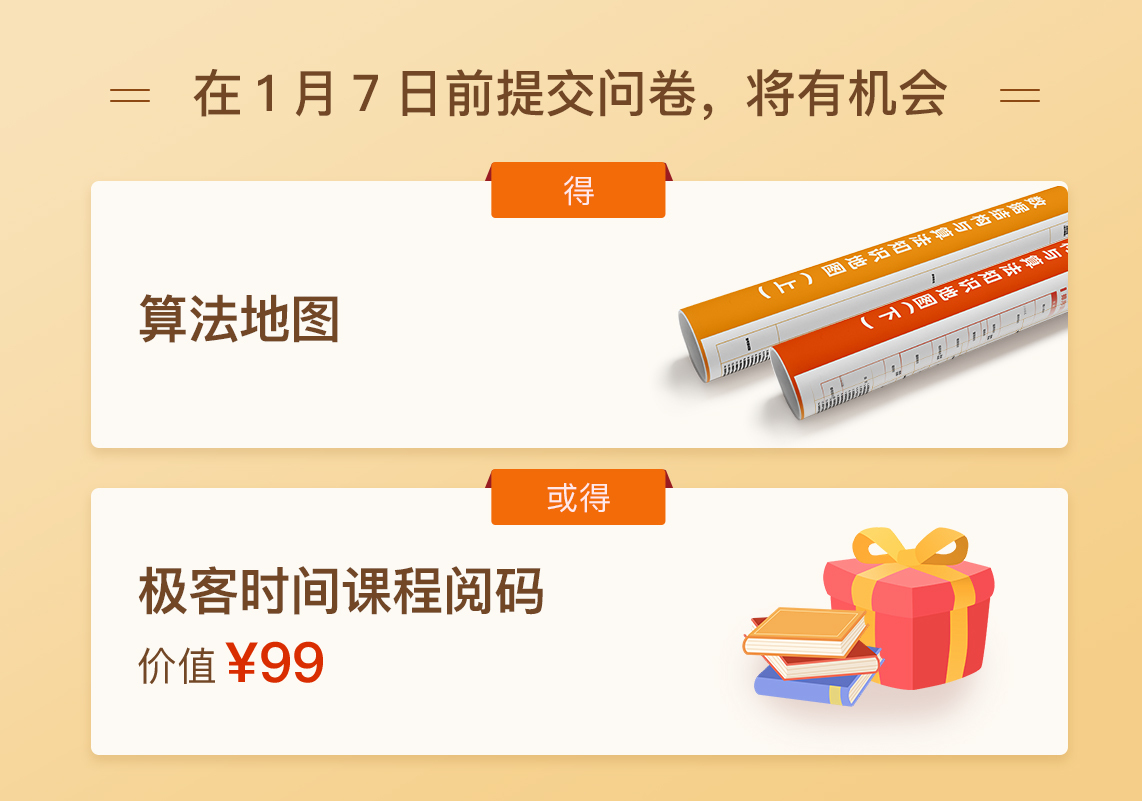 在 1 月 7 日前提交问卷，将有机会
得
算法地图
数据结构与算法知识地图（上）
与算法知识地图（下）
或得
极客时间课程阅码
价值 ¥99